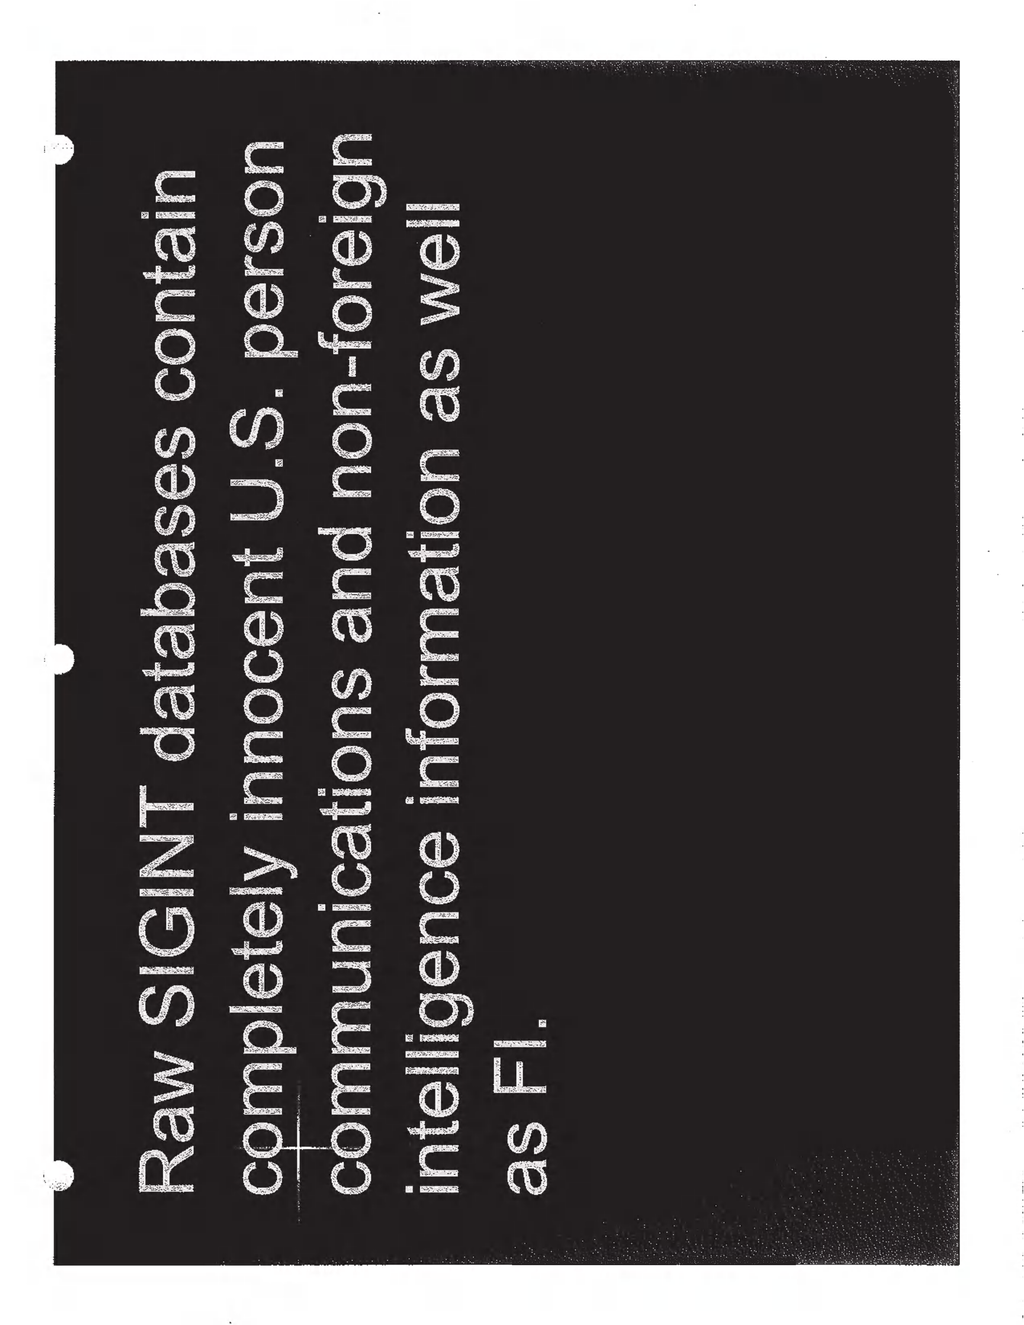 Raw SIGINT databases contain
completely innocent U.S. person
communications and non-foreign
intelligence information as well
as FI.